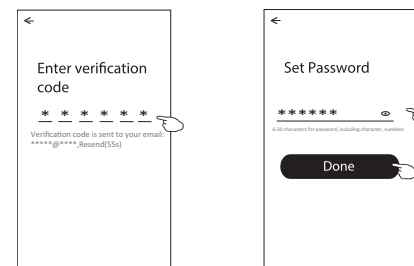 Enter verification
code
* * * * * *
Verification code is sent to your email:
*****@****,Resend(55s)
Set Password
******
6-20 characters for password, including character, numbers
Done